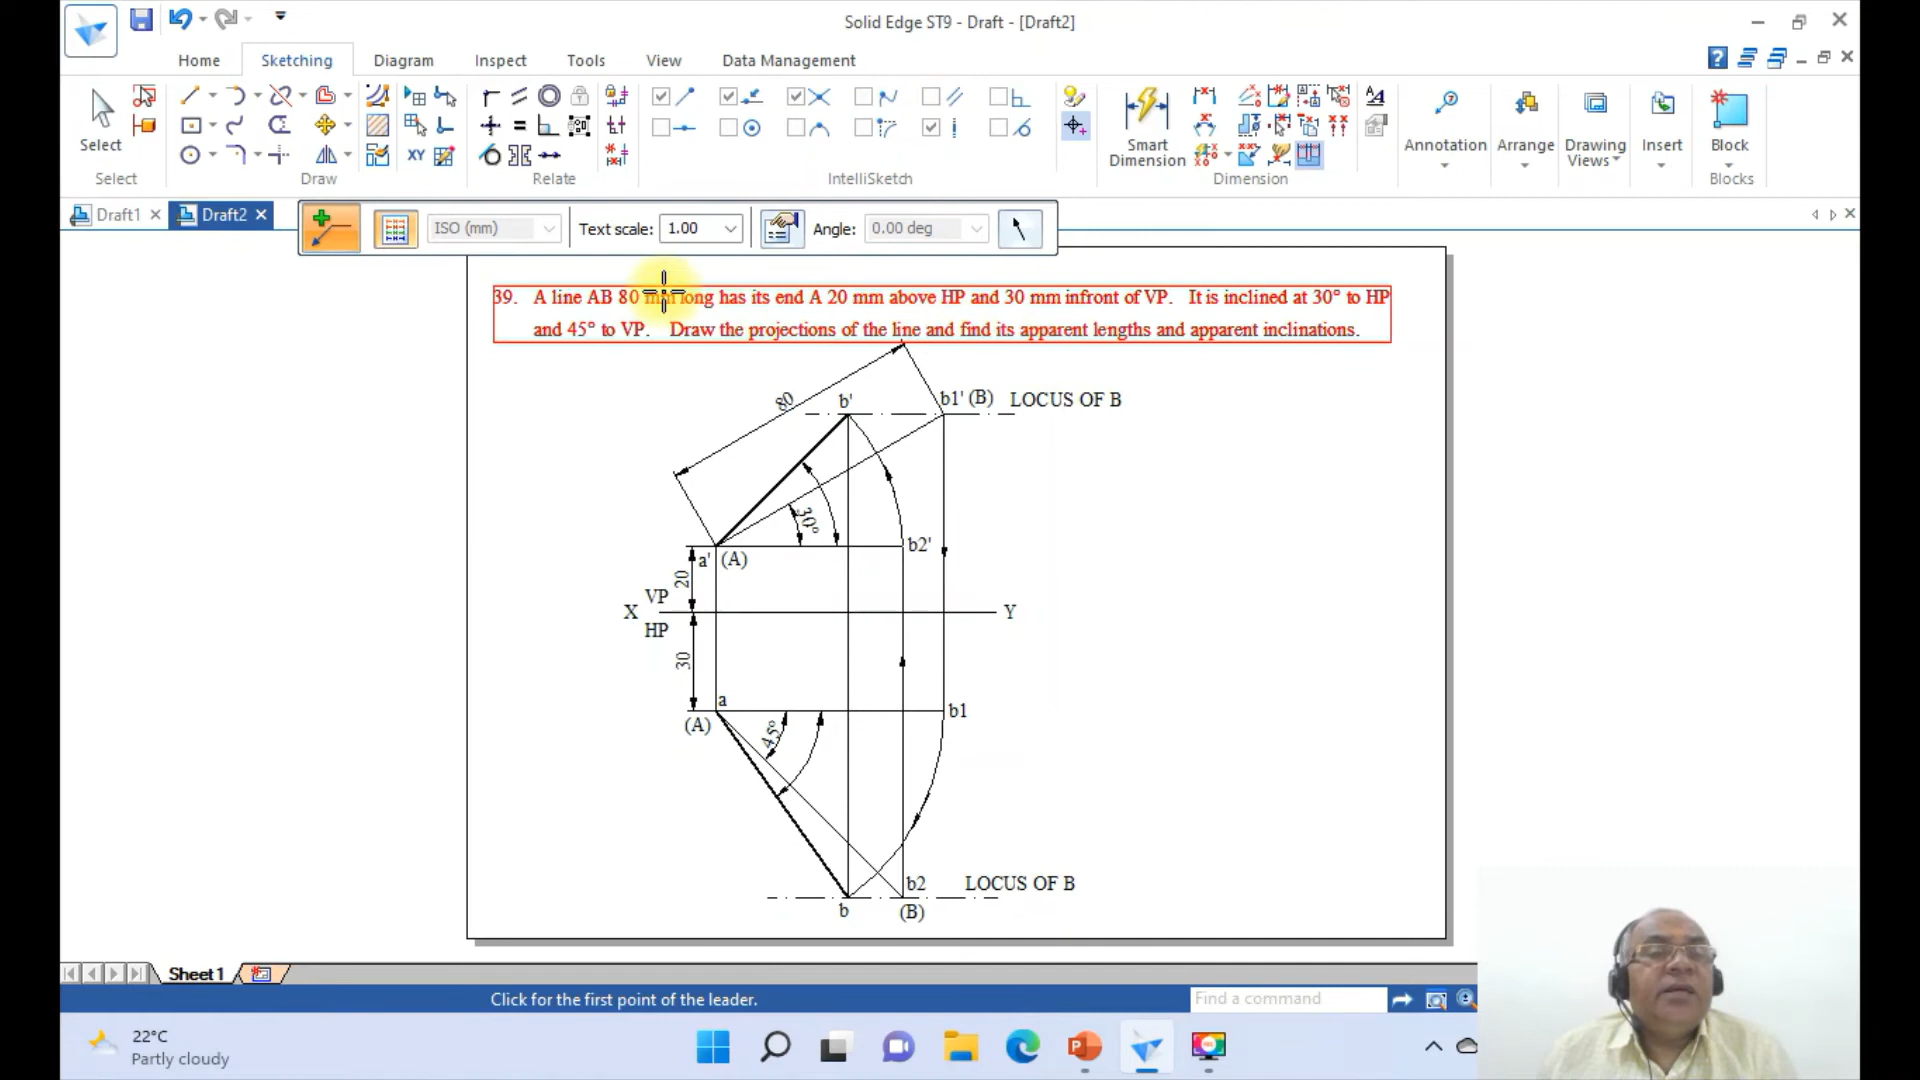 Solid Edge ST9 - Draft - [Draft2]
Home Sketching Diagram Inspect Tools View Data Management
Select
XY
Smart Dimension
A
Annotation Arrange Drawing Views Insert Block
Select Draw Relate IntelliSketch Dimension Blocks
Draft1 Draft2
ISO (mm) Text scale: 1.00 Angle: 0.00 deg
39. A line AB 80 mm long has its end A 20 mm above HP and 30 mm infront of VP. It is inclined at 30° to HP
and 45° to VP. Draw the projections of the line and find its apparent lengths and apparent inclinations.
80 b' b1' (B) LOCUS OF B
30°
a' (A) b2'
20
VP
X Y
HP
30
a
(A) b1
45°
b2 LOCUS OF B
b (B)
Sheet1
Click for the first point of the leader. Find a command
22°C
Partly cloudy